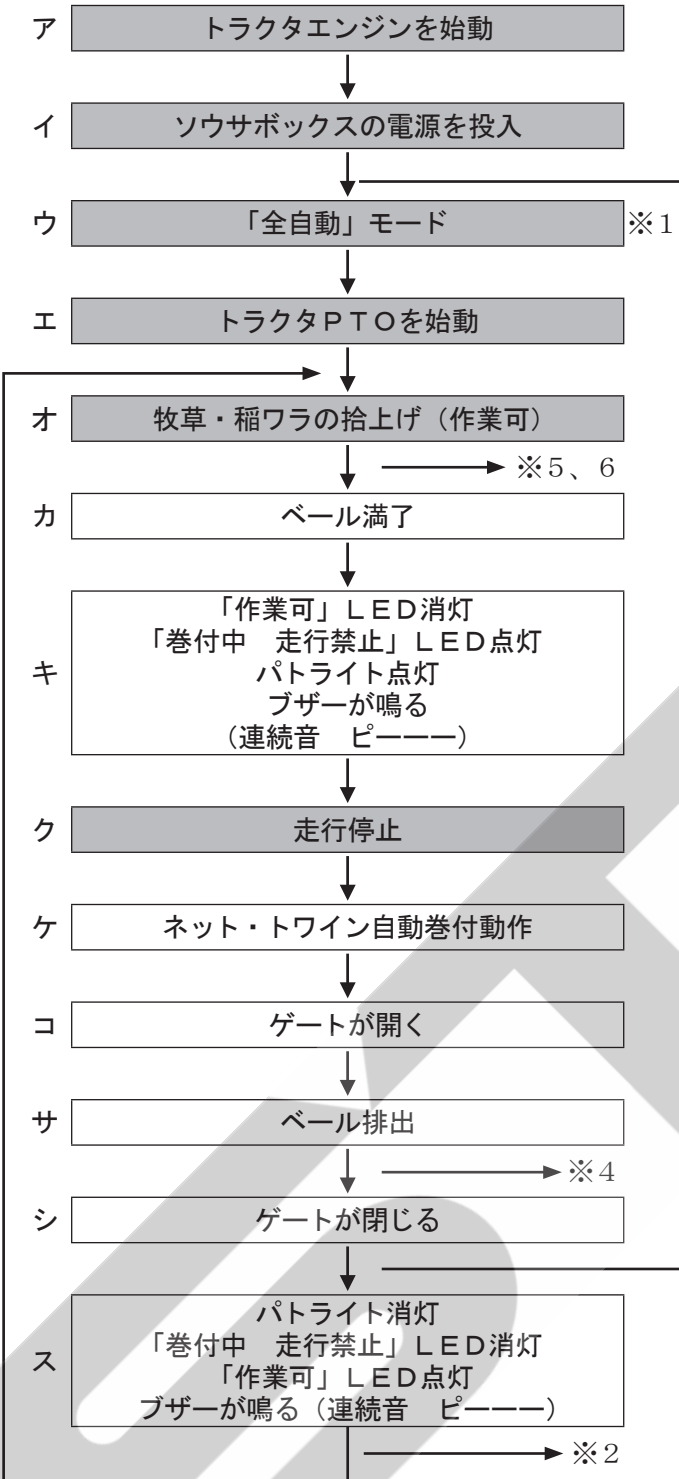 ア トラクタエンジンを始動
イ ソウサボックスの電源を投入
ウ 「全自動」モード ※1
エ トラクタPTOを始動
オ 牧草・稲ワラの拾上げ(作業可)
※5、6
カ ベール満了
キ 「作業可」LED消灯
「巻付中 走行禁止」LED点灯
パトライト点灯
ブザーが鳴る
(連続音 ピーーー)
ク 走行停止
ケ ネット・トワイン自動巻付動作
コ ゲートが開く
サ ベール排出
※4
シ ゲートが閉じる
ス パトライト消灯
「巻付中 走行禁止」LED消灯
「作業可」LED点灯
ブザーが鳴る(連続音 ピーーー)
※2